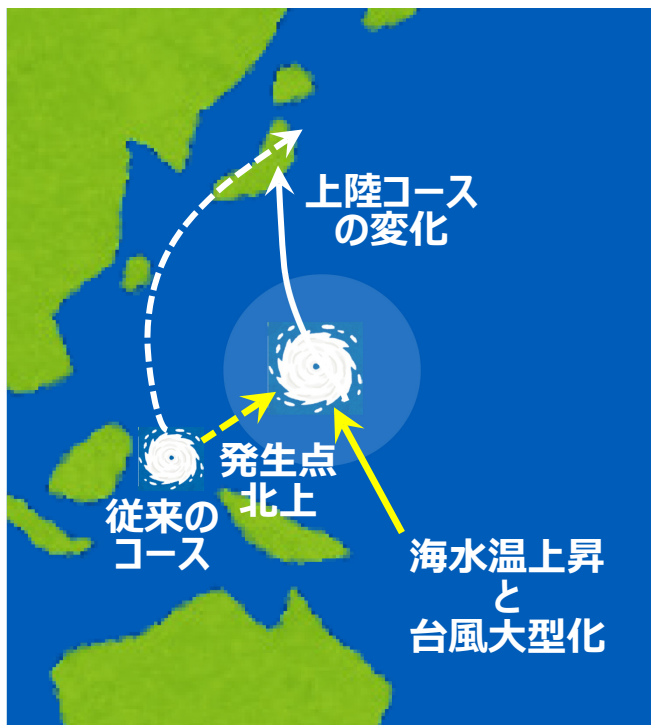 上陸コース
の変化
発生点
北上
従来の
コース
海水温上昇
と
台風大型化